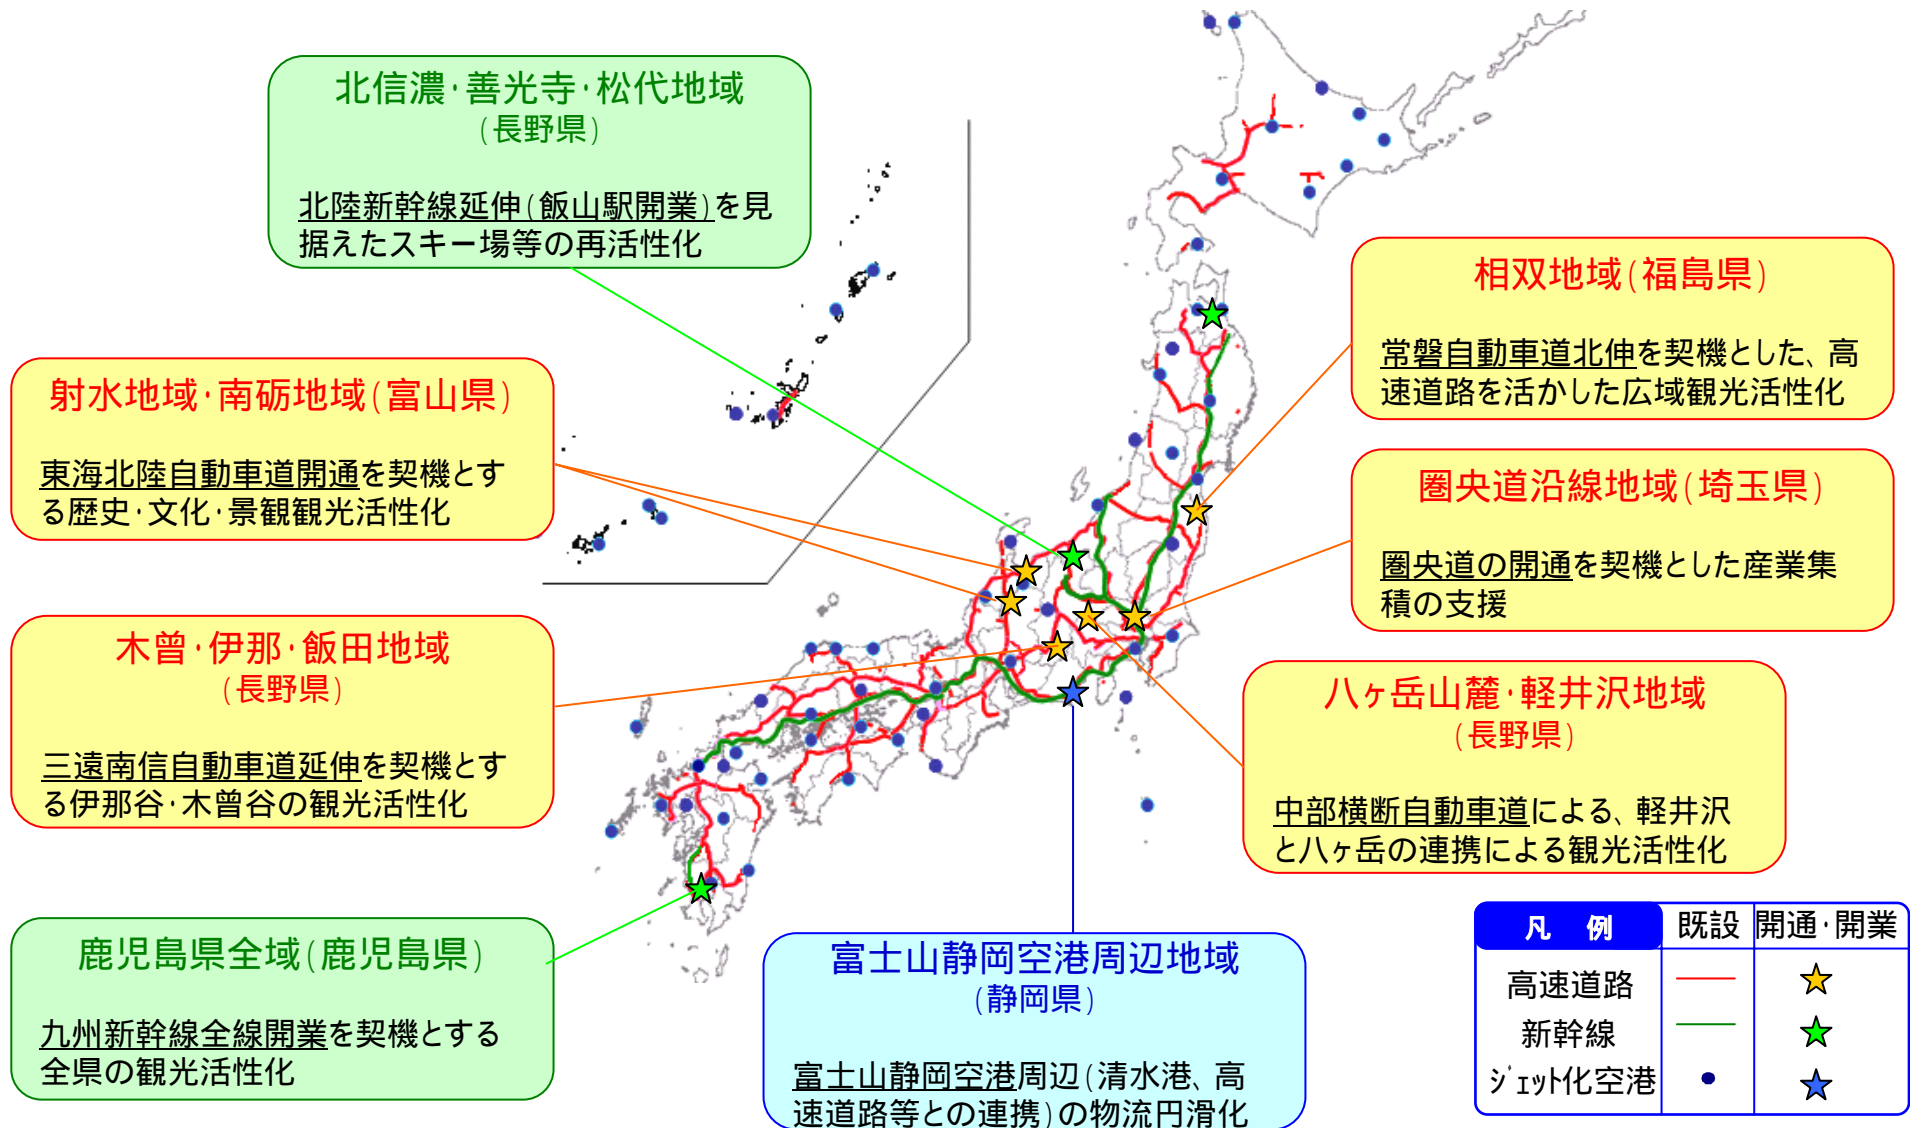 北信濃・善光寺・松代地域
(長野県)
北陸新幹線延伸(飯山駅開業)を見
据えたスキー場等の再活性化
射水地域・南砺地域(富山県)
東海北陸自動車道開通を契機とす
る歴史・文化・景観観光活性化
木曽・伊那・飯田地域
(長野県)
三遠南信自動車道延伸を契機とす
る伊那谷・木曽谷の観光活性化
鹿児島県全域(鹿児島県)
九州新幹線全線開業を契機とする
全県の観光活性化
相双地域(福島県)
常磐自動車道北伸を契機とした、高
速道路を活かした広域観光活性化
圏央道沿線地域(埼玉県)
圏央道の開通を契機とした産業集
積の支援
八ヶ岳山麓・軽井沢地域
(長野県)
中部横断自動車道による、軽井沢
と八ヶ岳の連携による観光活性化
富士山静岡空港周辺地域
(静岡県)
富士山静岡空港周辺(清水港、高
速道路等との連携)の物流円滑化
凡 例 既設 開通・開業
高速道路
新幹線
ｼﾞｪｯﾄ化空港